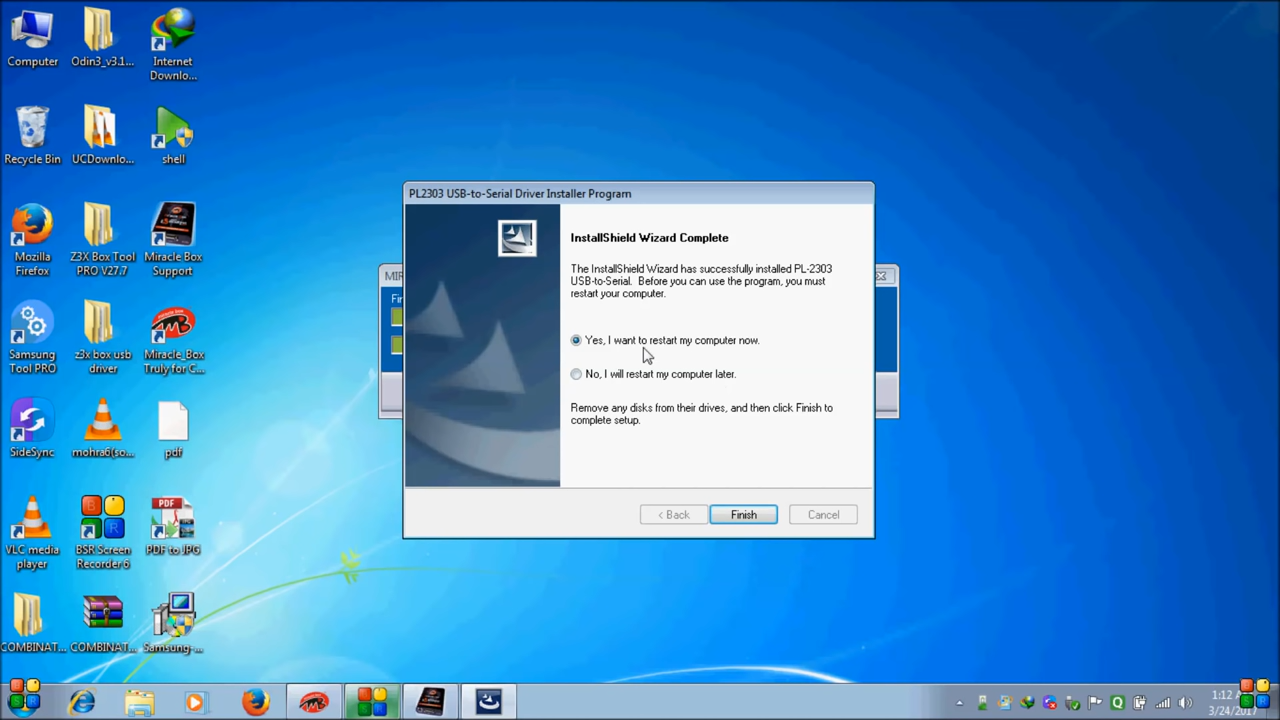 Computer
Odin3_v3.1...
Internet
Downlo...
Recycle Bin
UCDownlo...
shell
Mozilla
Firefox
Z3X Box Tool
PRO V27.7
Miracle Box
Support
Samsung
Tool PRO
z3x box usb
driver
Miracle_Box
Truly for C...
SideSync
mohra6(so...
pdf
VLC media
player
BSR Screen
Recorder 6
PDF to JPG
COMBINAT...
COMBINAT...
Samsung-...
PL2303 USB-to-Serial Driver Installer Program
InstallShield Wizard Complete
The InstallShield Wizard has successfully installed PL-2303
USB-to-Serial. Before you can use the program, you must
restart your computer.
Yes, I want to restart my computer now.
No, I will restart my computer later.
Remove any disks from their drives, and then click Finish to
complete setup.
< Back
Finish
Cancel
PDF
B
S
R
1:12
3/24/2017